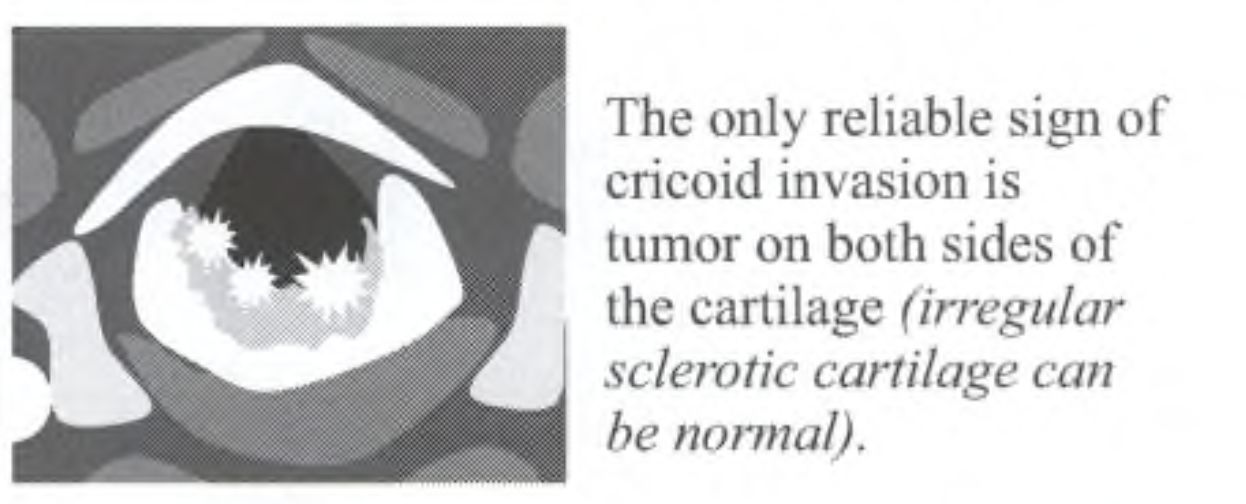 The only reliable sign of
cricoid invasion is
tumor on both sides of
the cartilage (irregular
sclerotic cartilage can
be normal).